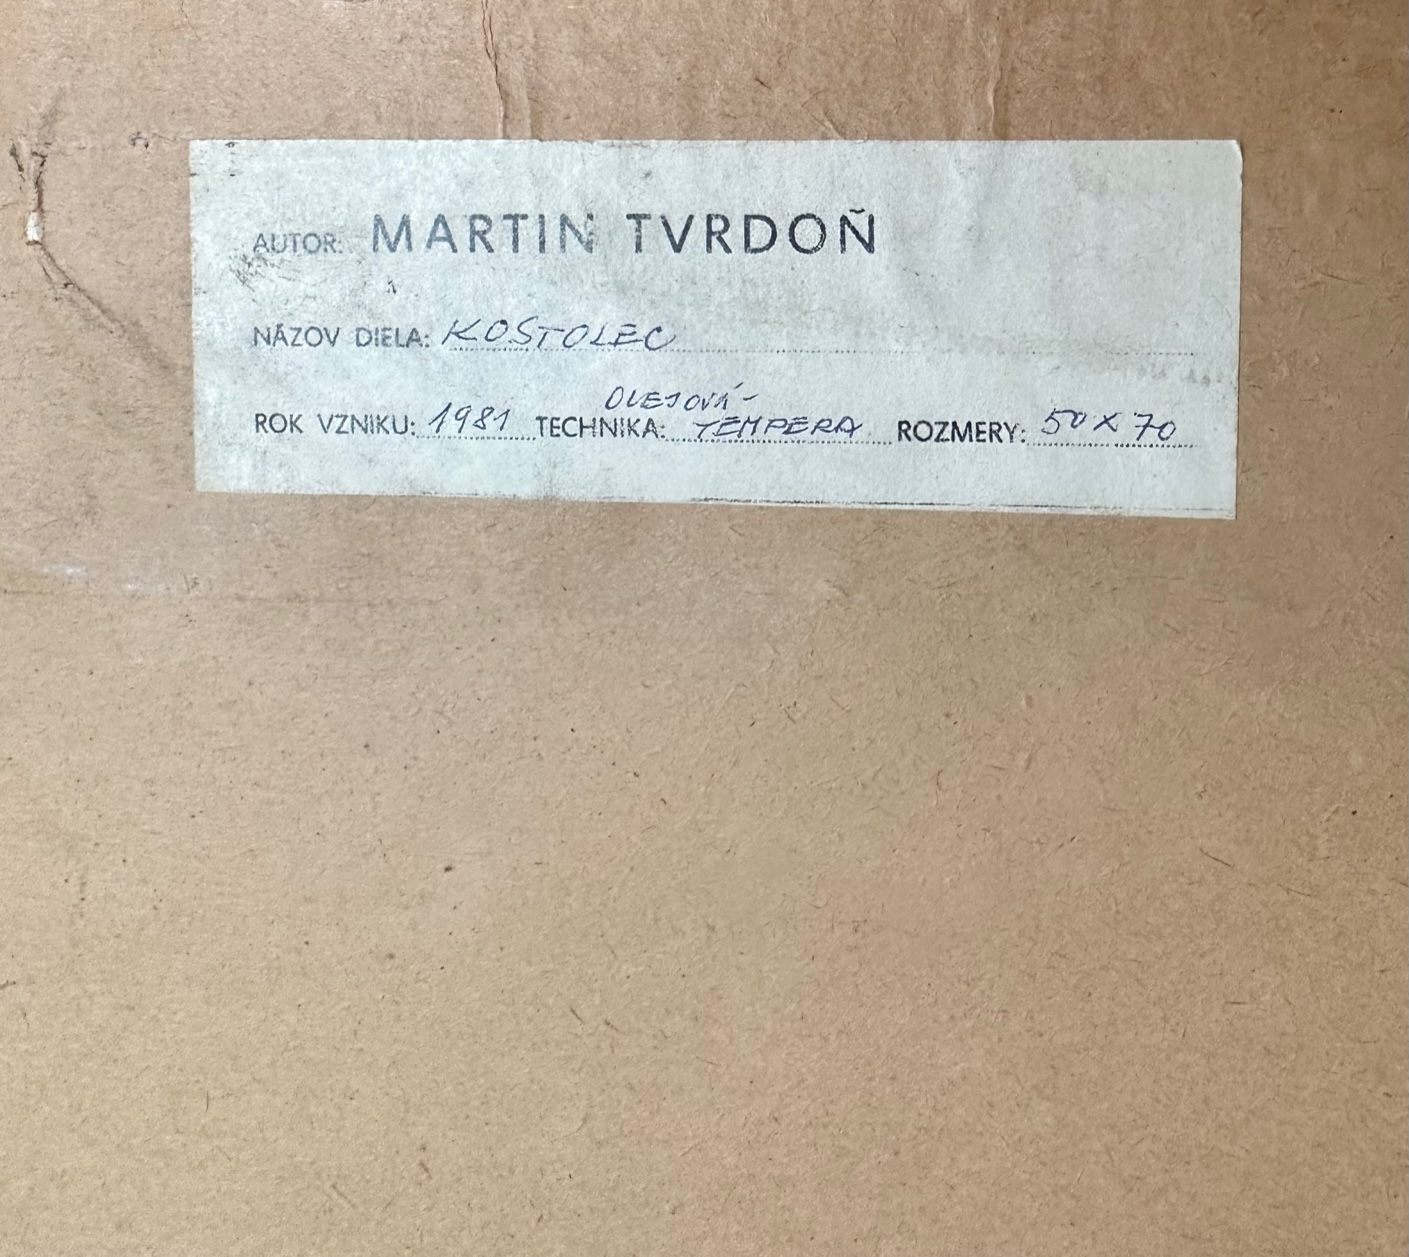 AUTOR: MARTIN TVRDOŇ
NÁZOV DIELA: KOSTOLEC
OLEJOVÁ-
ROK VZNIKU: 1981 TECHNIKA: TEMPERA ROZMERY: 50 X 70